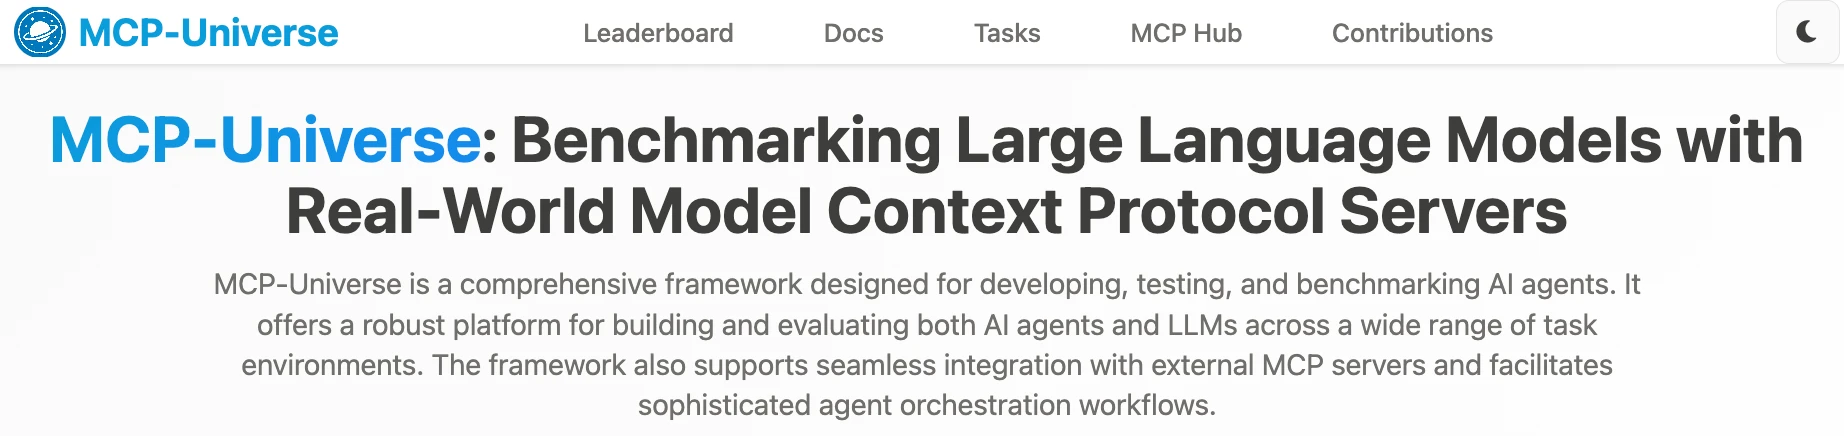 MCP-Universe
Leaderboard
Docs
Tasks
MCP Hub
Contributions
MCP-Universe: Benchmarking Large Language Models with
Real-World Model Context Protocol Servers
MCP-Universe is a comprehensive framework designed for developing, testing, and benchmarking AI agents. It
offers a robust platform for building and evaluating both AI agents and LLMs across a wide range of task
environments. The framework also supports seamless integration with external MCP servers and facilitates
sophisticated agent orchestration workflows.